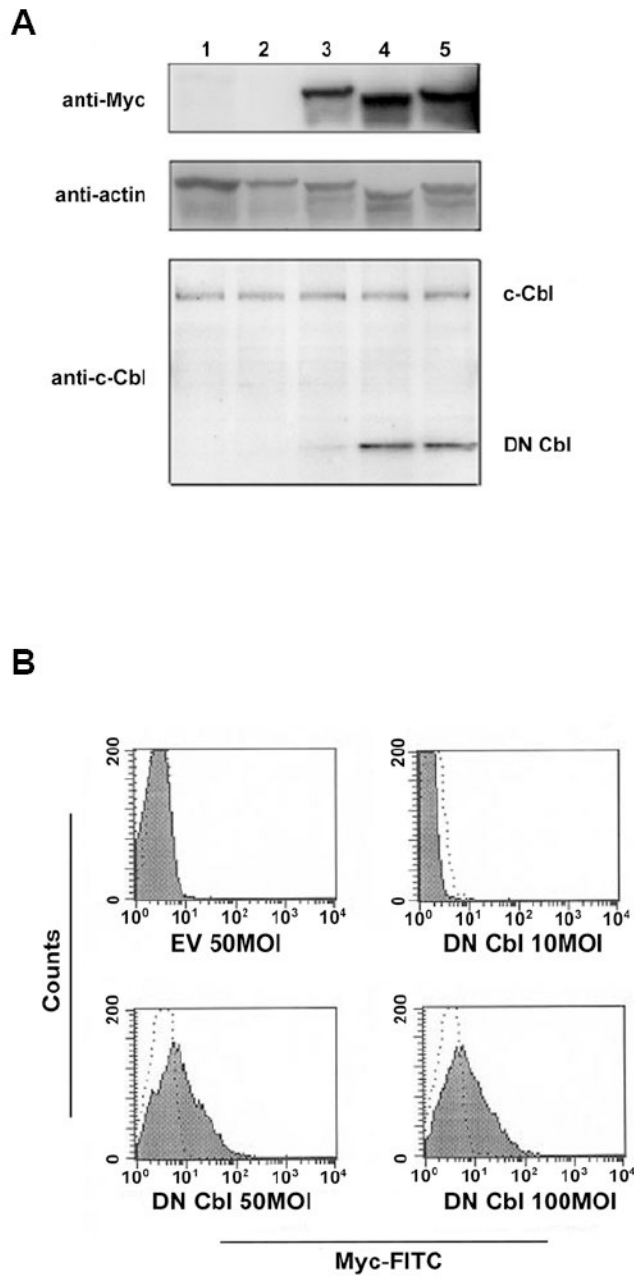 A
1 2 3 4 5
anti-Myc
anti-actin
c-Cbl
anti-c-Cbl
DN Cbl
B
Counts
200
0
10⁰ 10¹ 10² 10³ 10⁴
EV 50MOI
200
0
10⁰ 10¹ 10² 10³ 10⁴
DN Cbl 10MOI
200
0
10⁰ 10¹ 10² 10³ 10⁴
DN Cbl 50MOI
200
0
10⁰ 10¹ 10² 10³ 10⁴
DN Cbl 100MOI
Myc-FITC